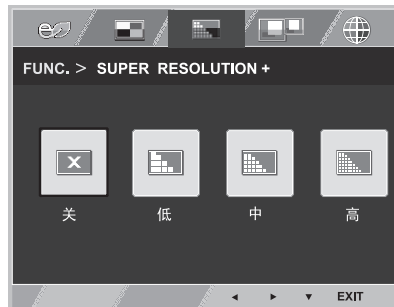 FUNC. > SUPER RESOLUTION +
关 低 中 高
EXIT